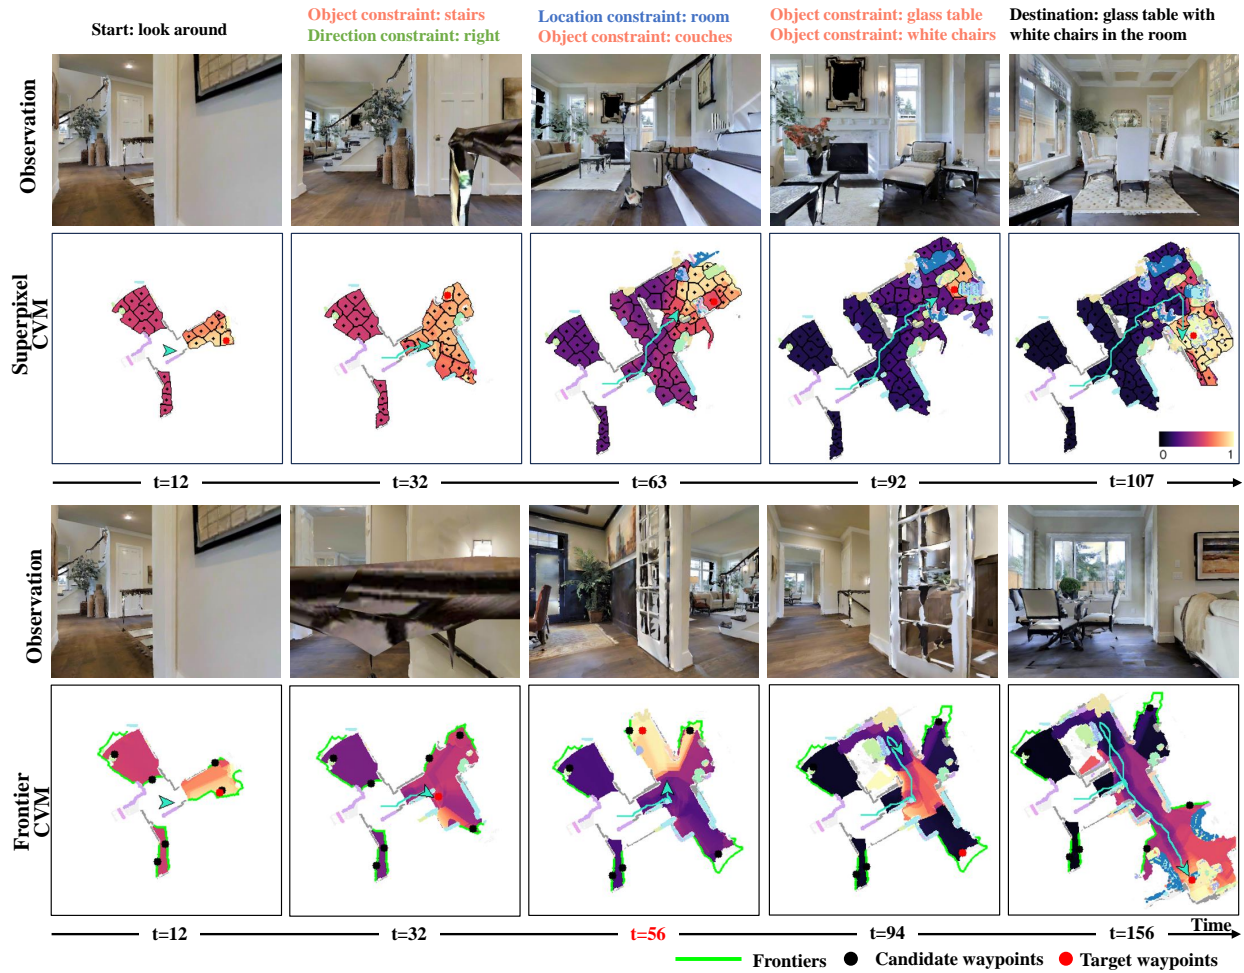 Start: look around
Object constraint: stairs
Direction constraint: right
Location constraint: room
Object constraint: couches
Object constraint: glass table
Object constraint: white chairs
Destination: glass table with
white chairs in the room
Observation
Superpixel
CVM
0
1
t=12
t=32
t=63
t=92
t=107
Observation
Frontier
CVM
t=12
t=32
t=56
t=94
t=156
Time
Frontiers
Candidate waypoints
Target waypoints